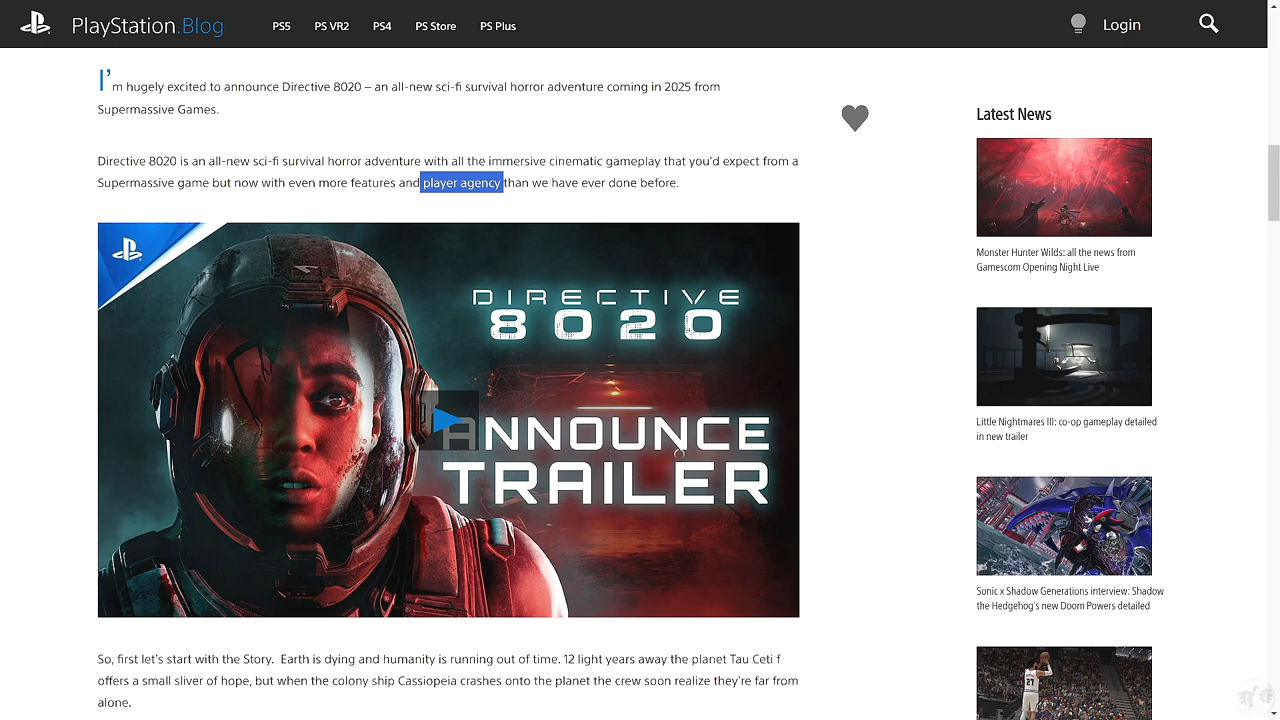 PlayStation.Blog PS5 PS VR2 PS4 PS Store PS Plus Login
I'm hugely excited to announce Directive 8020 – an all-new sci-fi survival horror adventure coming in 2025 from
Supermassive Games.
Directive 8020 is an all-new sci-fi survival horror adventure with all the immersive cinematic gameplay that you'd expect from a
Supermassive game but now with even more features and player agency than we have ever done before.
DIRECTIVE
8020
ANNOUNCE
TRAILER
So, first let's start with the Story.  Earth is dying and humanity is running out of time. 12 light years away the planet Tau Ceti f
offers a small sliver of hope, but when the colony ship Cassiopeia crashes onto the planet the crew soon realize they're far from
alone.
Latest News
Monster Hunter Wilds: all the news from
Gamescom Opening Night Live
Little Nightmares III: co-op gameplay detailed
in new trailer
Sonic x Shadow Generations interview: Shadow
the Hedgehog's new Doom Powers detailed
27